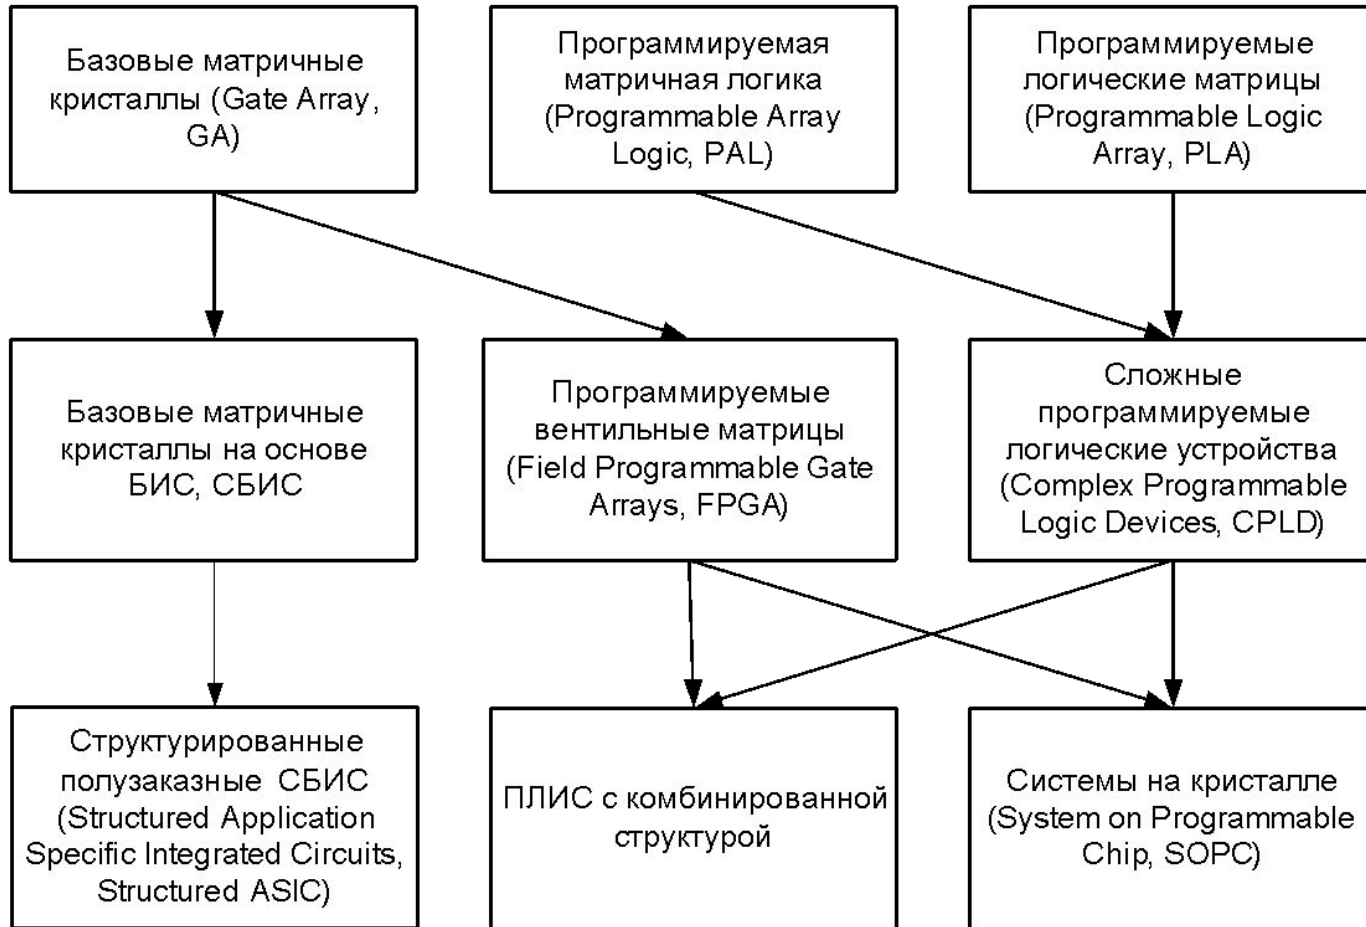 Базовые матричные
кристаллы (Gate Array,
GA)
Программируемая
матричная логика
(Programmable Array
Logic, PAL)
Программируемые
логические матрицы
(Programmable Logic
Array, PLA)
Базовые матричные
кристаллы на основе
БИС, СБИС
Программируемые
вентильные матрицы
(Field Programmable Gate
Arrays, FPGA)
Сложные
программируемые
логические устройства
(Complex Programmable
Logic Devices, CPLD)
Структурированные
полузаказные СБИС
(Structured Application
Specific Integrated Circuits,
Structured ASIC)
ПЛИС с комбинированной
структурой
Системы на кристалле
(System on Programmable
Chip, SOPC)